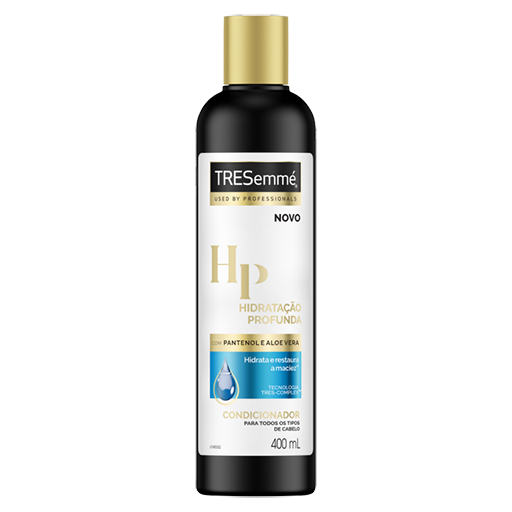 TRESemmé
USED BY PROFESSIONALS
NOVO
HP
HIDRATAÇÃO
PROFUNDA
COM PANTENOL E ALOE VERA
Hidrata e restaura
a maciez*
TECNOLOGIA
TRES-COMPLEX
CONDICIONADOR
PARA TODOS OS TIPOS
DE CABELO
400 mL